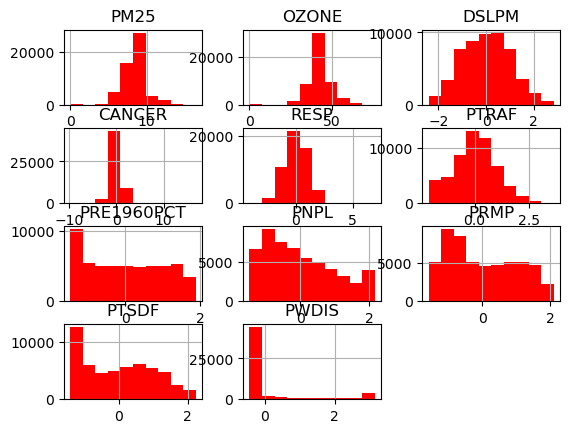 PM25 OZONE DSLPM
20000 20000 10000
0 0 0
0 10 0 50 −2 0 2
CANCER RESP PTRAF
25000 20000 10000
0 0 0
−10 0 10 0 5 0.0 2.5
PRE1960PCT PNPL PRMP
10000 5000 5000
5000
0 0 0
0 2 0 2 0 2
PTSDF PWDIS
10000 25000
0 0
0 2 0 2